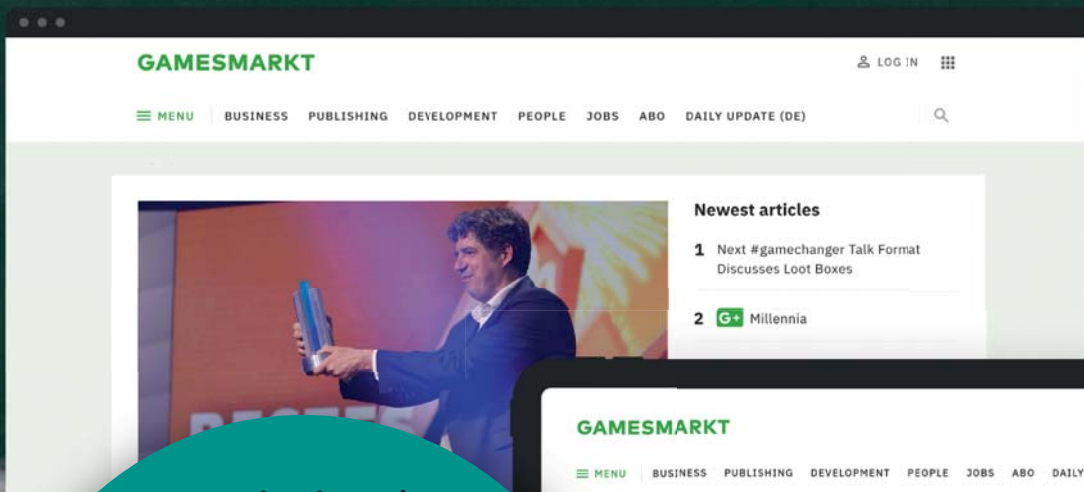 GAMESMARKT
LOG IN
MENU BUSINESS PUBLISHING DEVELOPMENT PEOPLE JOBS ABO DAILY UPDATE (DE)
Newest articles
1 Next #gamechanger Talk Format
Discusses Loot Boxes
2 G+ Millennia
GAMESMARKT
MENU BUSINESS PUBLISHING DEVELOPMENT PEOPLE JOBS ABO DAILY